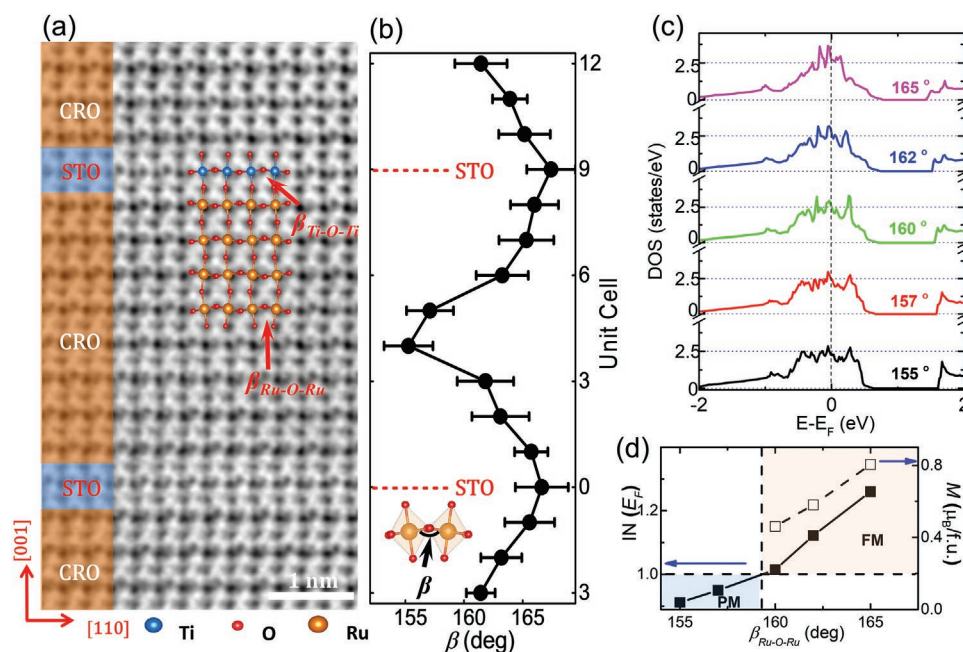 (a)
CRO
STO
CRO
STO
CRO
β Ti-O-Ti
β Ru-O-Ru
1 nm
[001]
[110]
Ti
O
Ru
(b)
12
9
6
3
0
3
STO
STO
Unit Cell
β
155
160
165
β (deg)
(c)
2.5
0
165 °
2.5
0
162 °
2.5
0
160 °
2.5
0
157 °
2.5
0
155 °
DOS (states/eV)
-2
0
2
E-E_F (eV)
(d)
IN (E_F)
1.2
1.1
1.0
0.8
0.4
0.0
M (μ_B/f.u.)
FM
PM
155
160
165
β_Ru-O-Ru (deg)